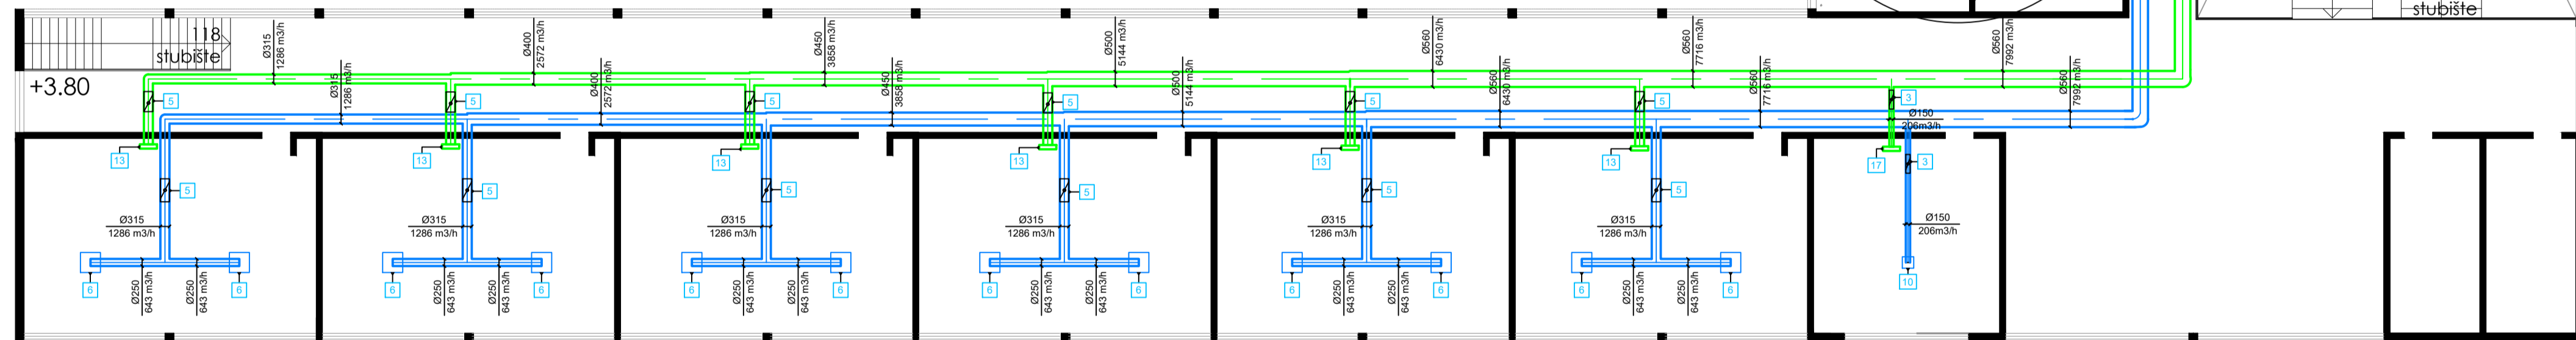 118
stubište
+3.80
stubište
Ø315
1286 m3/h
Ø400
2572 m3/h
Ø450
3858 m3/h
Ø500
5144 m3/h
Ø560
6430 m3/h
Ø560
7716 m3/h
Ø560
7992 m3/h
Ø315
1286 m3/h
Ø400
2572 m3/h
Ø450
3858 m3/h
Ø500
5144 m3/h
Ø560
6430 m3/h
Ø560
7716 m3/h
Ø560
7992 m3/h
5
5
5
5
5
5
3
Ø150
206m3/h
13
13
13
13
13
13
17
3
5
5
5
5
5
5
Ø315
1286 m3/h
Ø315
1286 m3/h
Ø315
1286 m3/h
Ø315
1286 m3/h
Ø315
1286 m3/h
Ø315
1286 m3/h
Ø150
206m3/h
6
Ø250
643 m3/h
Ø250
643 m3/h
6
6
Ø250
643 m3/h
Ø250
643 m3/h
6
6
Ø250
643 m3/h
Ø250
643 m3/h
6
6
Ø250
643 m3/h
Ø250
643 m3/h
6
6
Ø250
643 m3/h
Ø250
643 m3/h
6
6
Ø250
643 m3/h
Ø250
643 m3/h
6
10